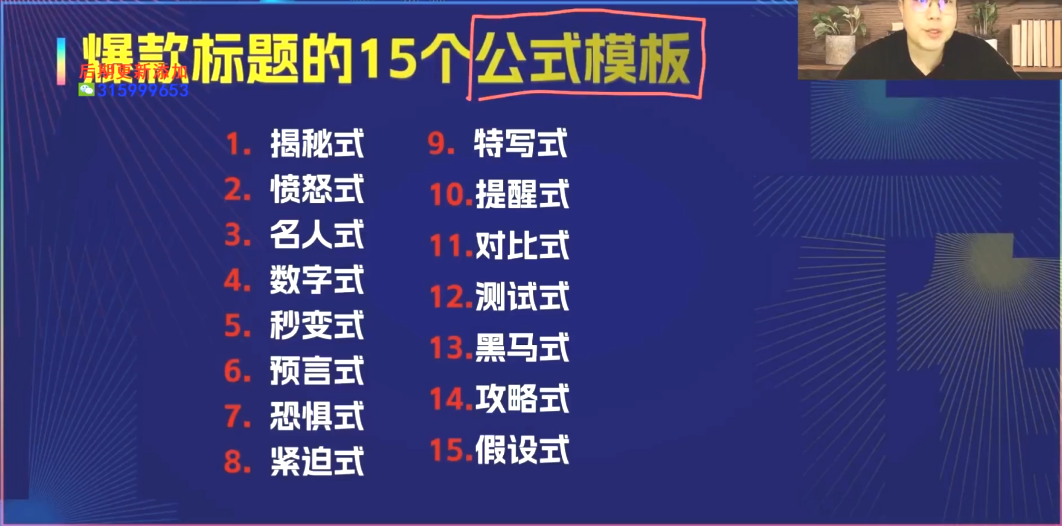 爆款标题的15个公式模板
后期更新添加
315999653
1. 揭秘式
2. 愤怒式
3. 名人式
4. 数字式
5. 秒变式
6. 预言式
7. 恐惧式
8. 紧迫式
9. 特写式
10.提醒式
11.对比式
12.测试式
13.黑马式
14.攻略式
15.假设式